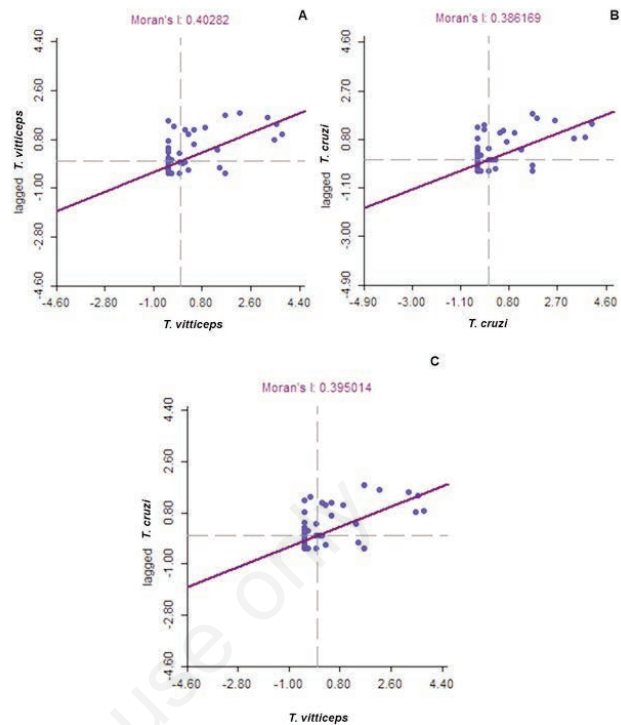 A
Moran's I: 0.40282
4.40
2.60
0.80
-1.00
-2.80
-4.60
lagged T. vitticeps
-4.60 -2.80 -1.00 0.80 2.60 4.40
T. vitticeps
B
Moran's I: 0.386169
4.60
2.70
0.80
-1.10
-3.00
-4.90
lagged T. cruzi
-4.90 -3.00 -1.10 0.80 2.70 4.60
T. cruzi
C
Moran's I: 0.395014
4.40
2.60
0.80
-1.00
-2.80
-4.60
lagged T. cruzi
-4.60 -2.80 -1.00 0.80 2.60 4.40
T. vitticeps
use only